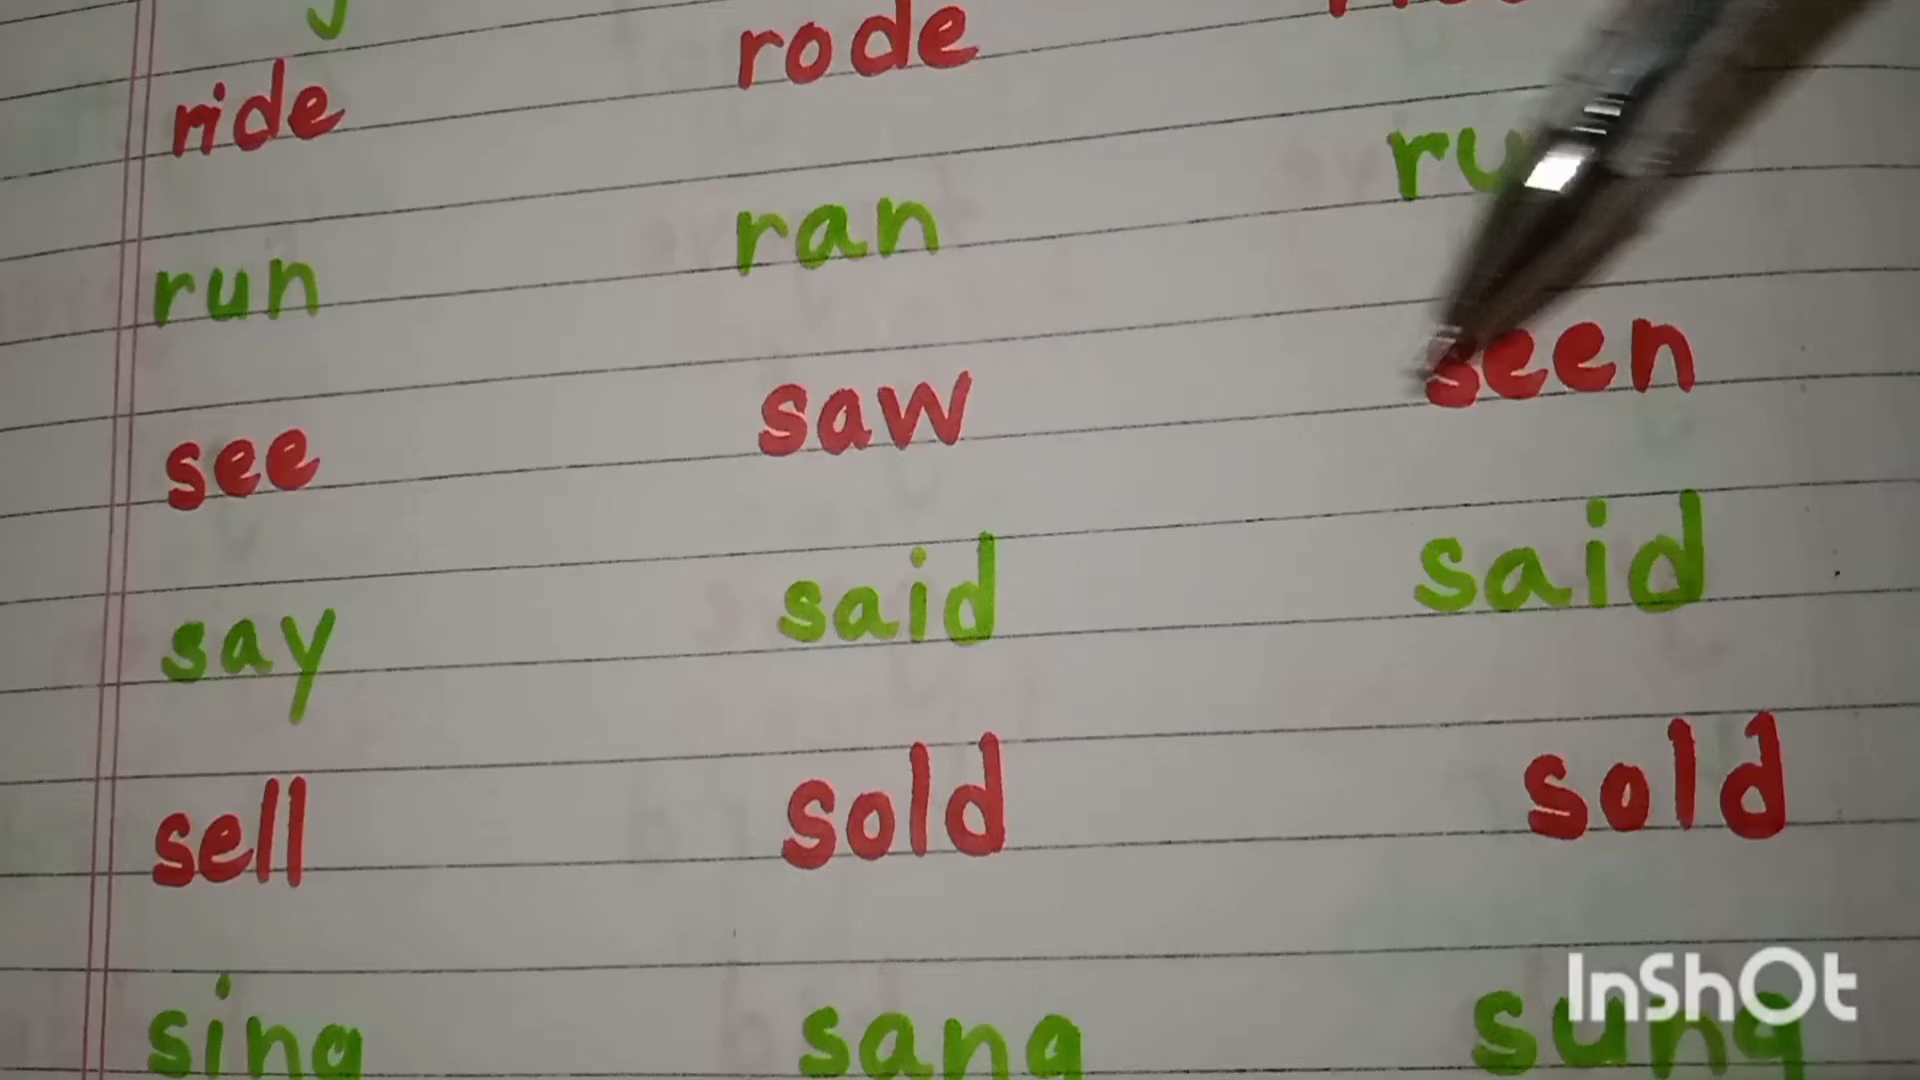 ride rode
run ran
see saw seen
say said said
sell sold sold
sing sang sung
InShOt